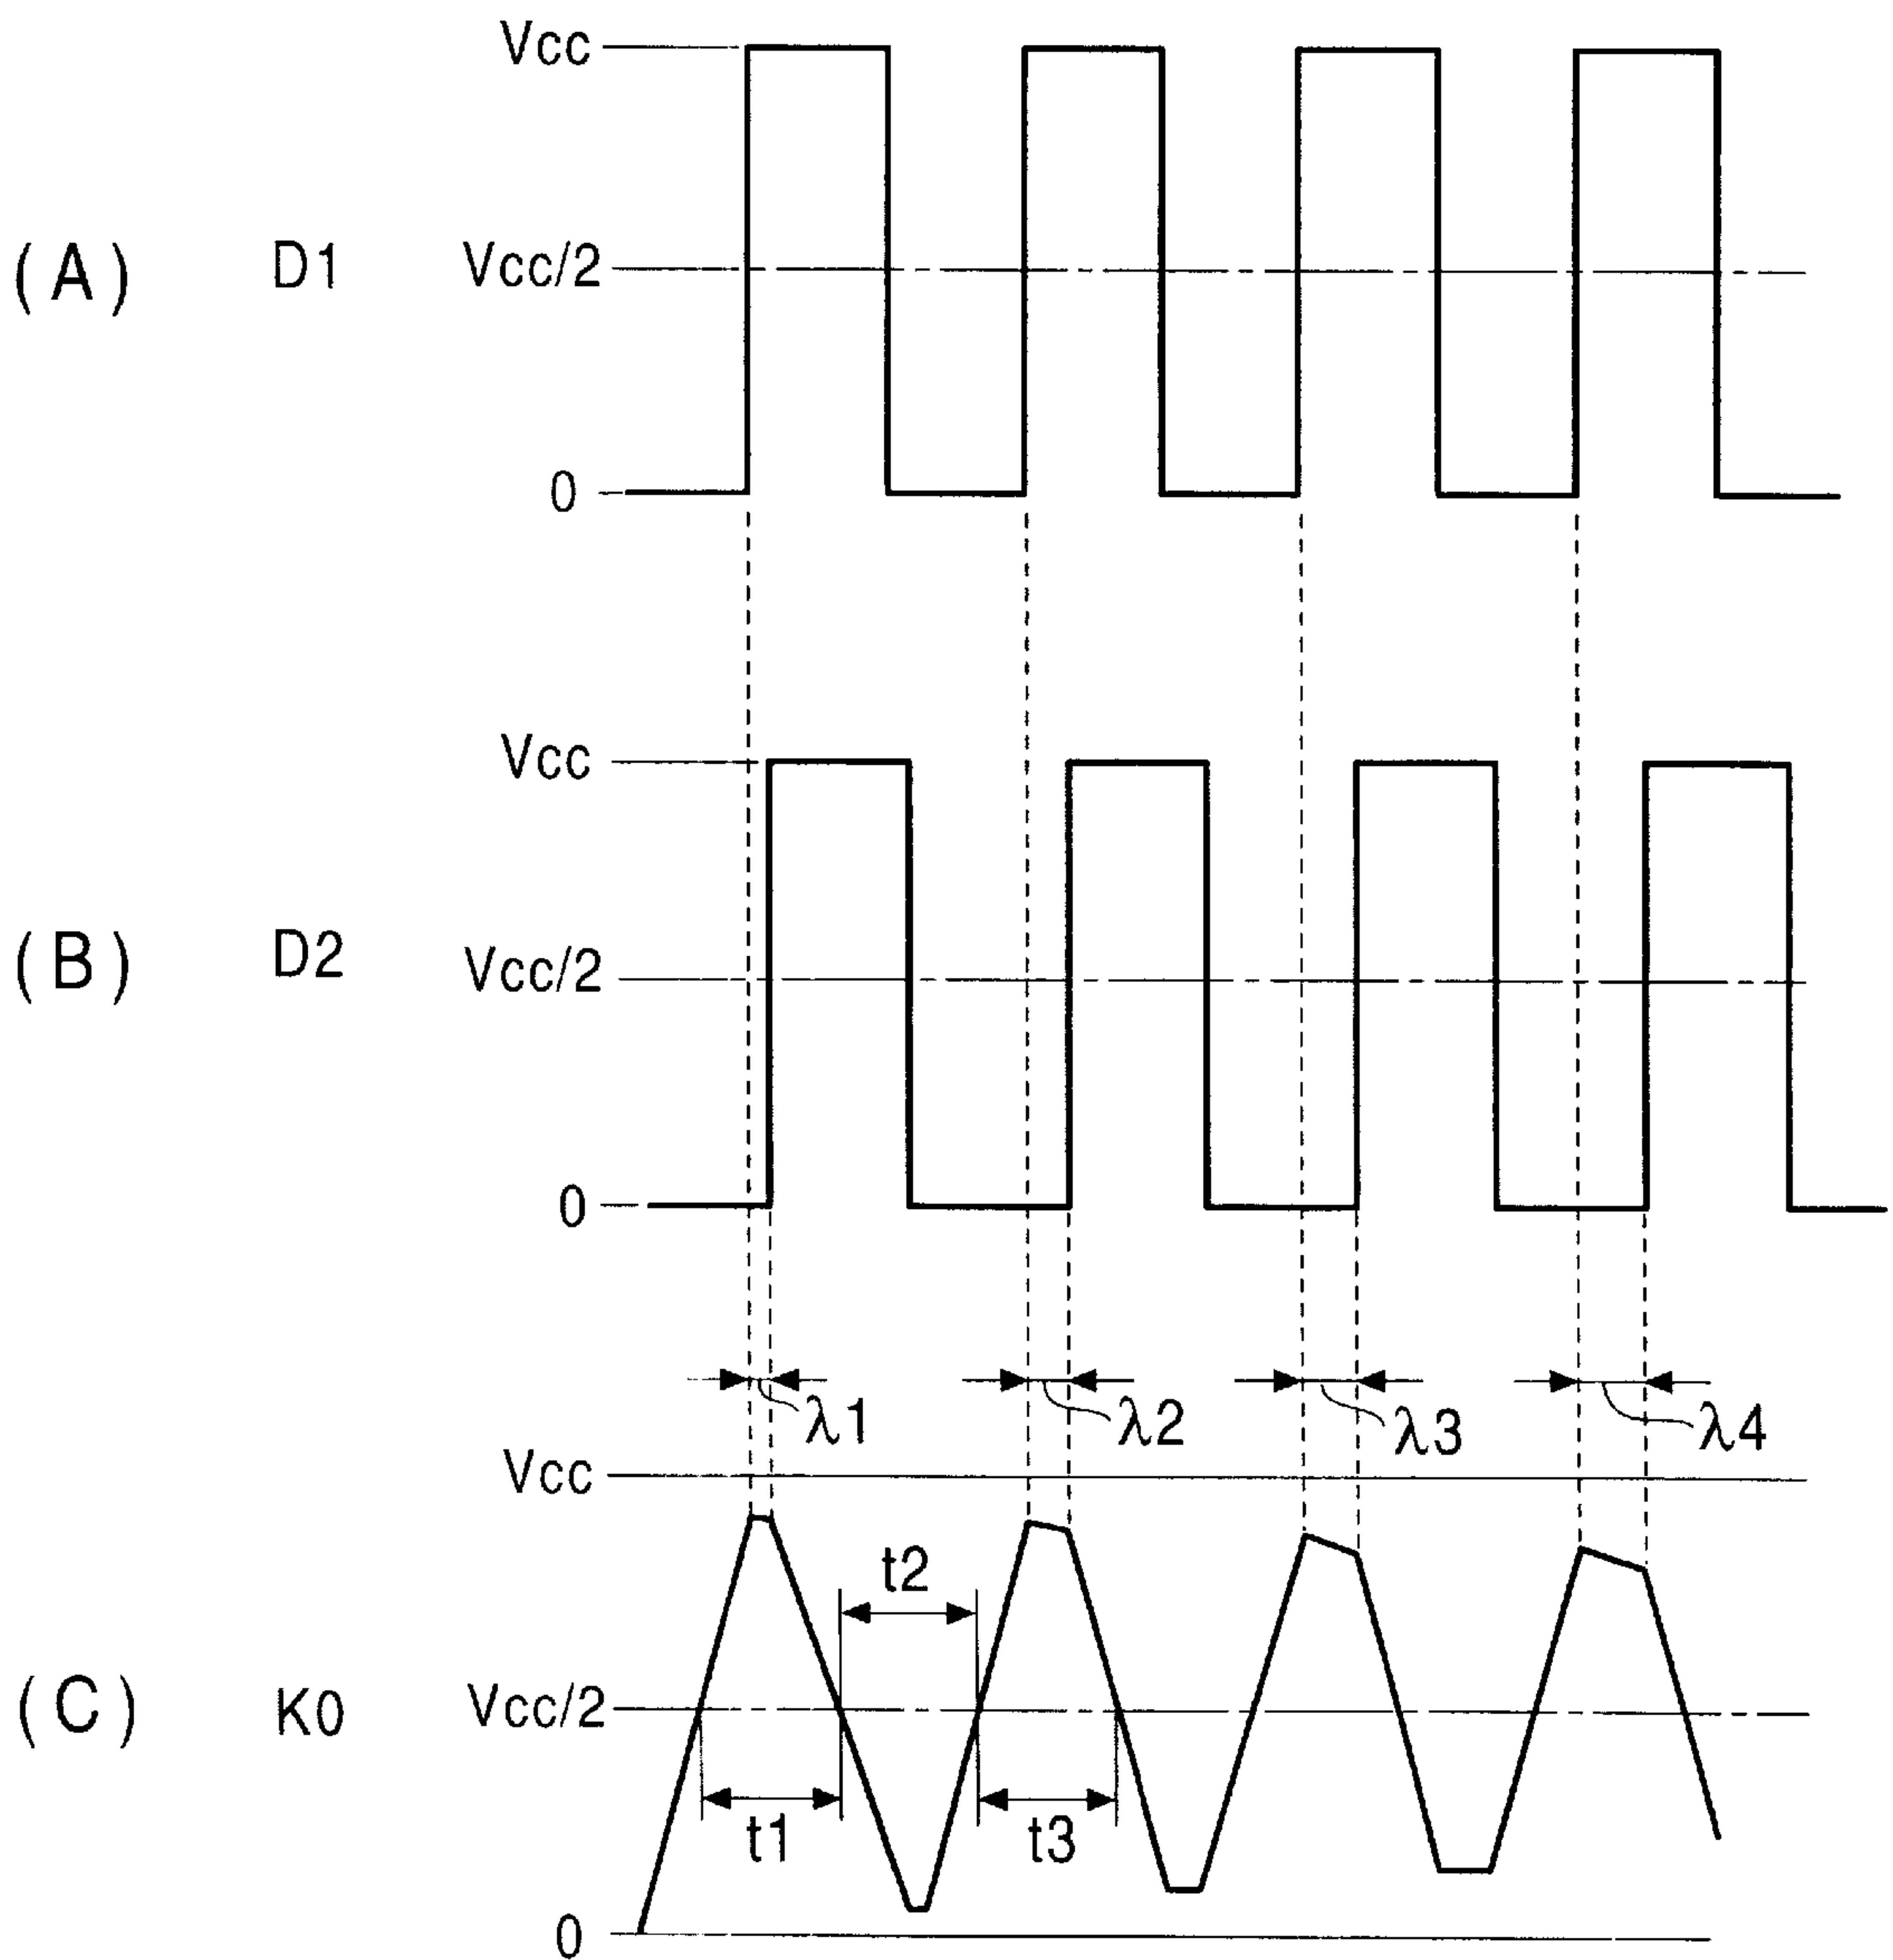 Vcc
(A) D1 Vcc/2
0
Vcc
(B) D2 Vcc/2
0
λ1 λ2 λ3 λ4
Vcc
t2
(C) K0 Vcc/2
t1 t3
0